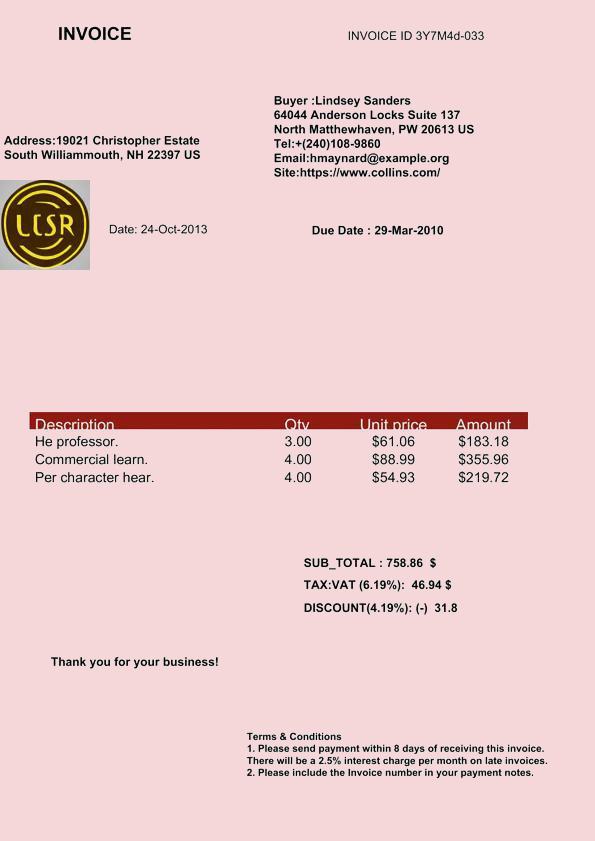 INVOICE
INVOICE ID 3Y7M4d-033
Buyer :Lindsey Sanders
64044 Anderson Locks Suite 137
North Matthewhaven, PW 20613 US
Tel:+(240)108-9860
Email:hmaynard@example.org
Site:https://www.collins.com/
Address:19021 Christopher Estate
South Williammouth, NH 22397 US
LCSR
Date: 24-Oct-2013
Due Date : 29-Mar-2010
Description Qty Unit price Amount
He professor. 3.00 $61.06 $183.18
Commercial learn. 4.00 $88.99 $355.96
Per character hear. 4.00 $54.93 $219.72
SUB_TOTAL : 758.86 $
TAX:VAT (6.19%): 46.94 $
DISCOUNT(4.19%): (-) 31.8
Thank you for your business!
Terms & Conditions
1. Please send payment within 8 days of receiving this invoice.
There will be a 2.5% interest charge per month on late invoices.
2. Please include the Invoice number in your payment notes.